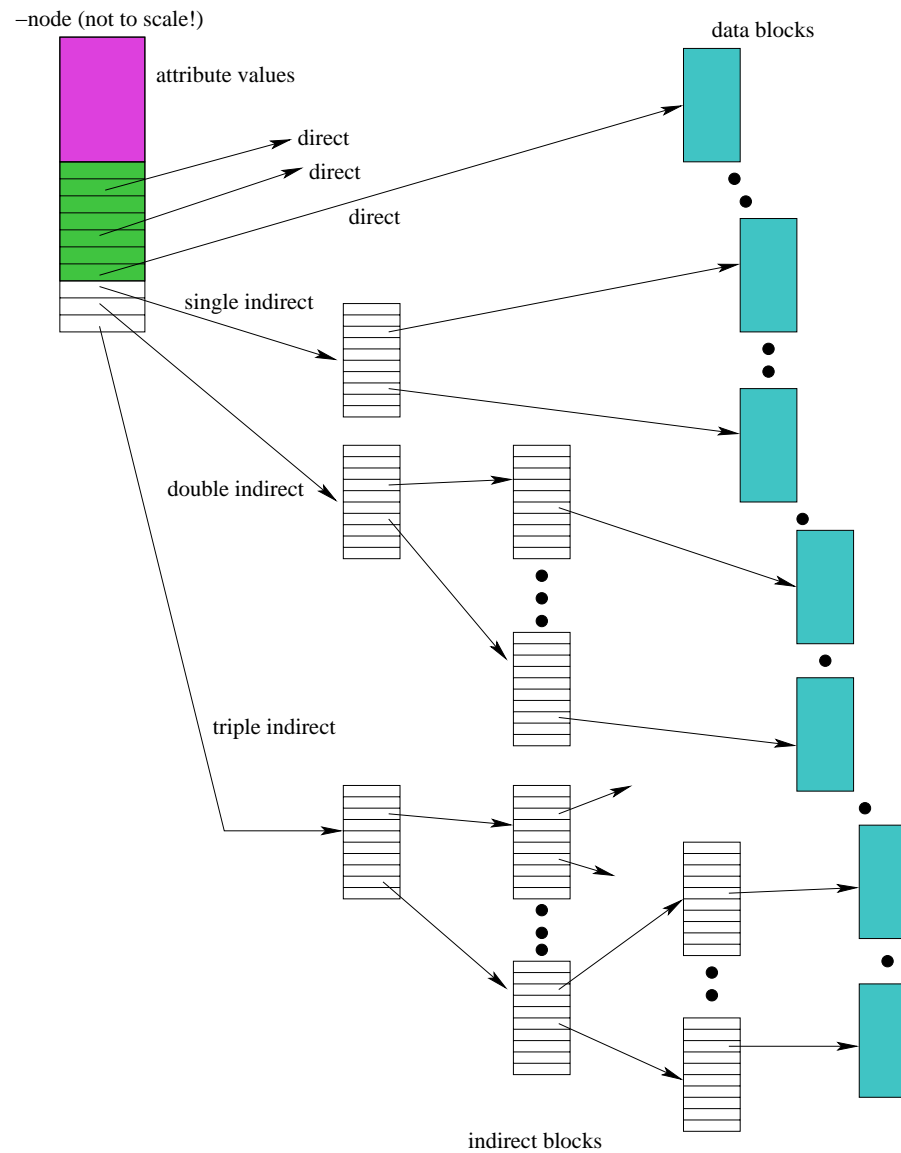 –node (not to scale!)
data blocks
attribute values
direct
direct
direct
single indirect
double indirect
triple indirect
indirect blocks